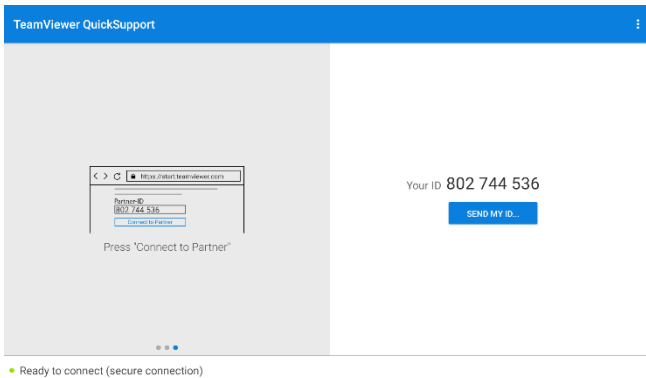 TeamViewer QuickSupport
https://start.teamviewer.com
Partner-ID
802 744 536
Connect to Partner
Press "Connect to Partner"
Your ID 802 744 536
SEND MY ID...
Ready to connect (secure connection)